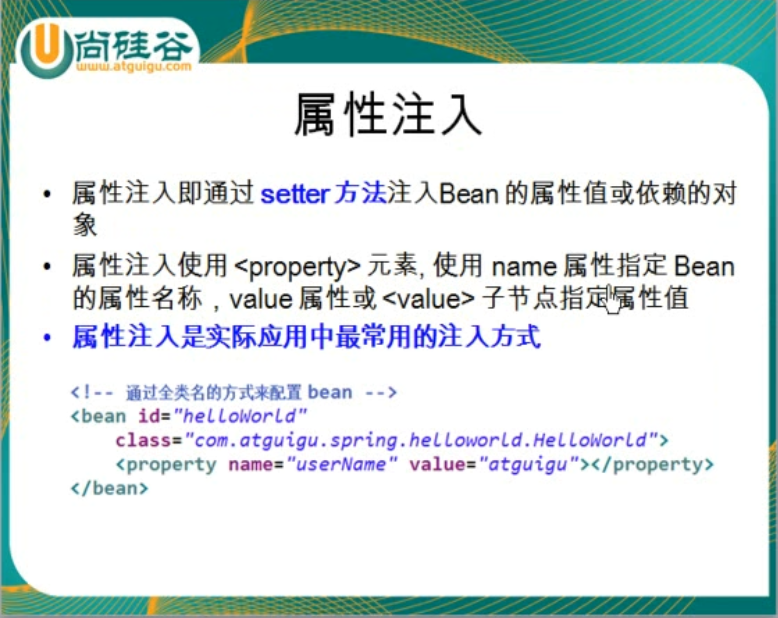 尚硅谷
www.atguigu.com
属性注入
• 属性注入即通过 setter 方法注入Bean 的属性值或依赖的对
象
• 属性注入使用 <property> 元素, 使用 name 属性指定 Bean
的属性名称，value 属性或 <value> 子节点指定属性值
• 属性注入是实际应用中最常用的注入方式
<!-- 通过全类名的方式来配置 bean -->
<bean id="helloWorld"
class="com.atguigu.spring.helloworld.HelloWorld">
<property name="userName" value="atguigu"></property>
</bean>